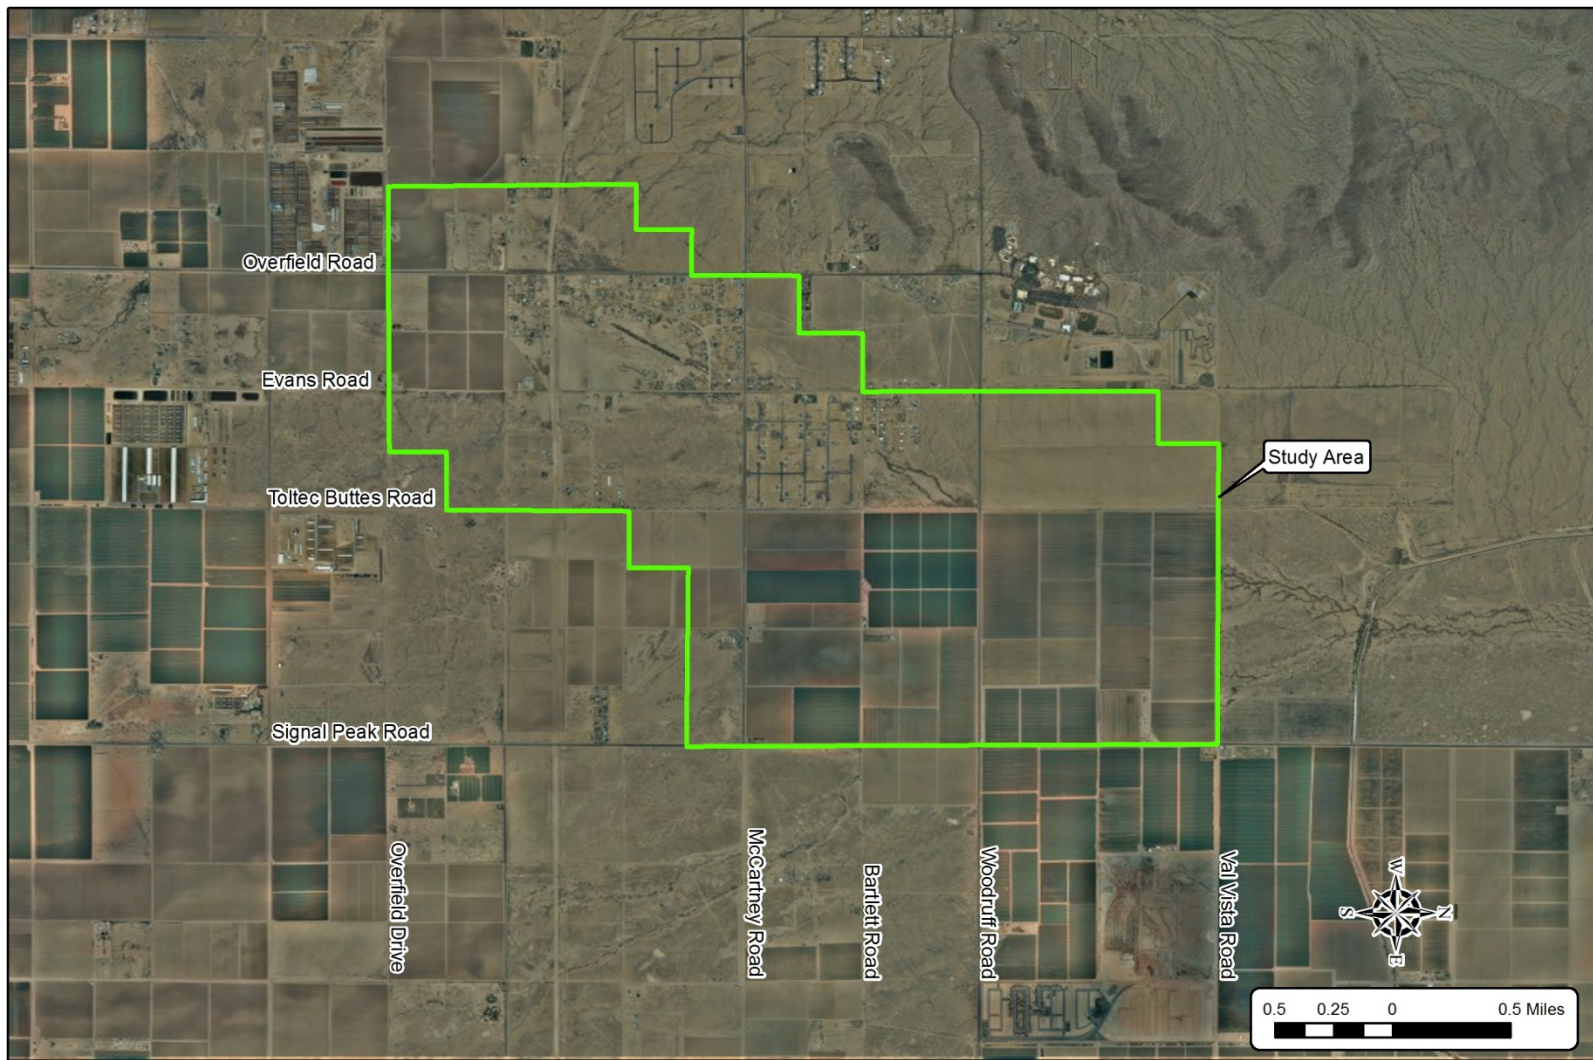 Overfield Road
Evans Road
Study Area
Toltec Buttes Road
Signal Peak Road
Overfield Drive
McCartney Road
Bartlett Road
Woodruff Road
Val Vista Road
W
S
N
E
0.5 0.25 0 0.5 Miles